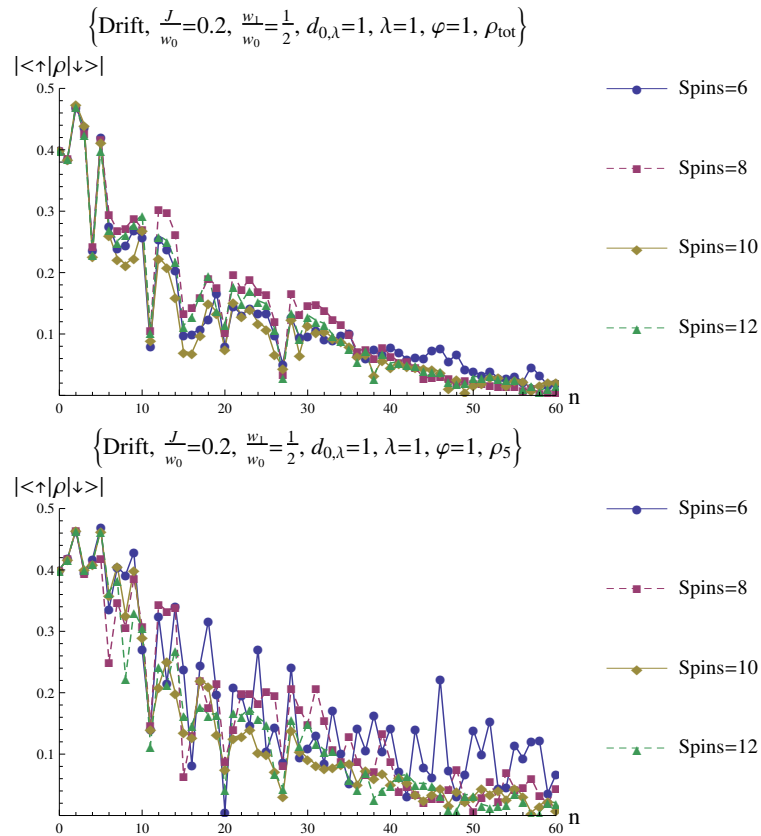 {Drift, J/w₀=0.2, w₁/w₀=1/2, d₀,λ=1, λ=1, φ=1, ρtot}
|<↑|ρ|↓>|
0.5
0.4
0.3
0.2
0.1
0 10 20 30 40 50 60 n
Spins=6
Spins=8
Spins=10
Spins=12
{Drift, J/w₀=0.2, w₁/w₀=1/2, d₀,λ=1, λ=1, φ=1, ρ₅}
|<↑|ρ|↓>|
0.5
0.4
0.3
0.2
0.1
0 10 20 30 40 50 60 n
Spins=6
Spins=8
Spins=10
Spins=12